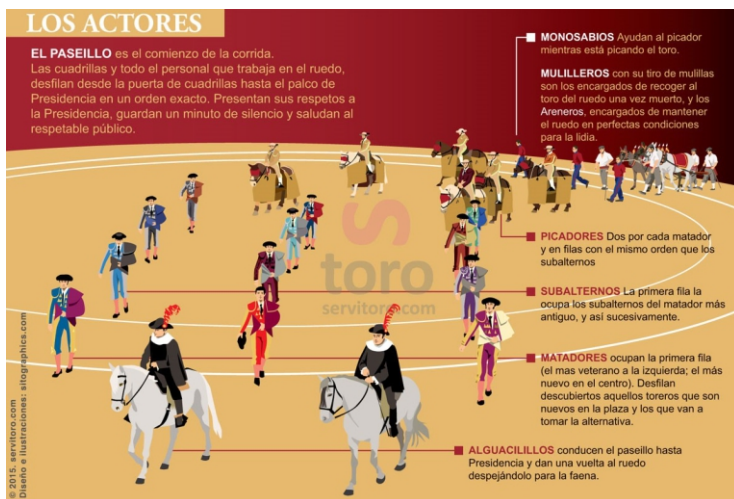 LOS ACTORES
EL PASEILLO es el comienzo de la corrida.
Las cuadrillas y todo el personal que trabaja en el ruedo,
desfilan desde la puerta de cuadrillas hasta el palco de
Presidencia en un orden exacto. Presentan sus respetos a
la Presidencia, guardan un minuto de silencio y saludan al
respetable público.
MONOSABIOS Ayudan al picador
mientras está picando el toro.
MULILLEROS con su tiro de mulillas
son los encargados de recoger al
toro del ruedo una vez muerto, y los
Areneros, encargados de mantener
el ruedo en perfectas condiciones
para la lidia.
PICADORES Dos por cada matador
y en filas con el mismo orden que los
subalternos
toro
servitoro.com
SUBALTERNOS La primera fila la
ocupa los subalternos del matador más
antiguo, y así sucesivamente.
MATADORES ocupan la primera fila
(el mas veterano a la izquierda; el más
nuevo en el centro). Desfilan
descubiertos aquellos toreros que son
nuevos en la plaza y los que van a
tomar la alternativa.
ALGUACILILLOS conducen el paseillo hasta
Presidencia y dan una vuelta al ruedo
despejándolo para la faena.
© 2015. servitoro.com
Diseño e ilustraciones: sitographics.com